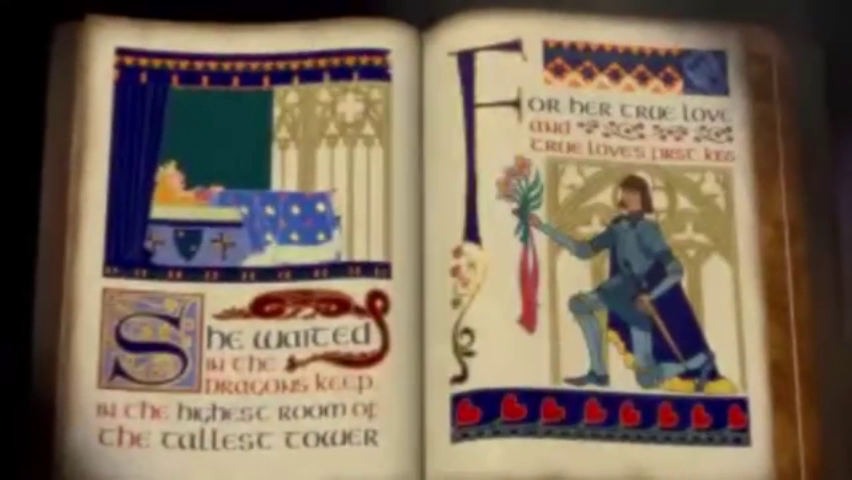 She waited
in the
dragons keep.
in the highest room of
the tallest tower
For her true love
and
true loves first kiss